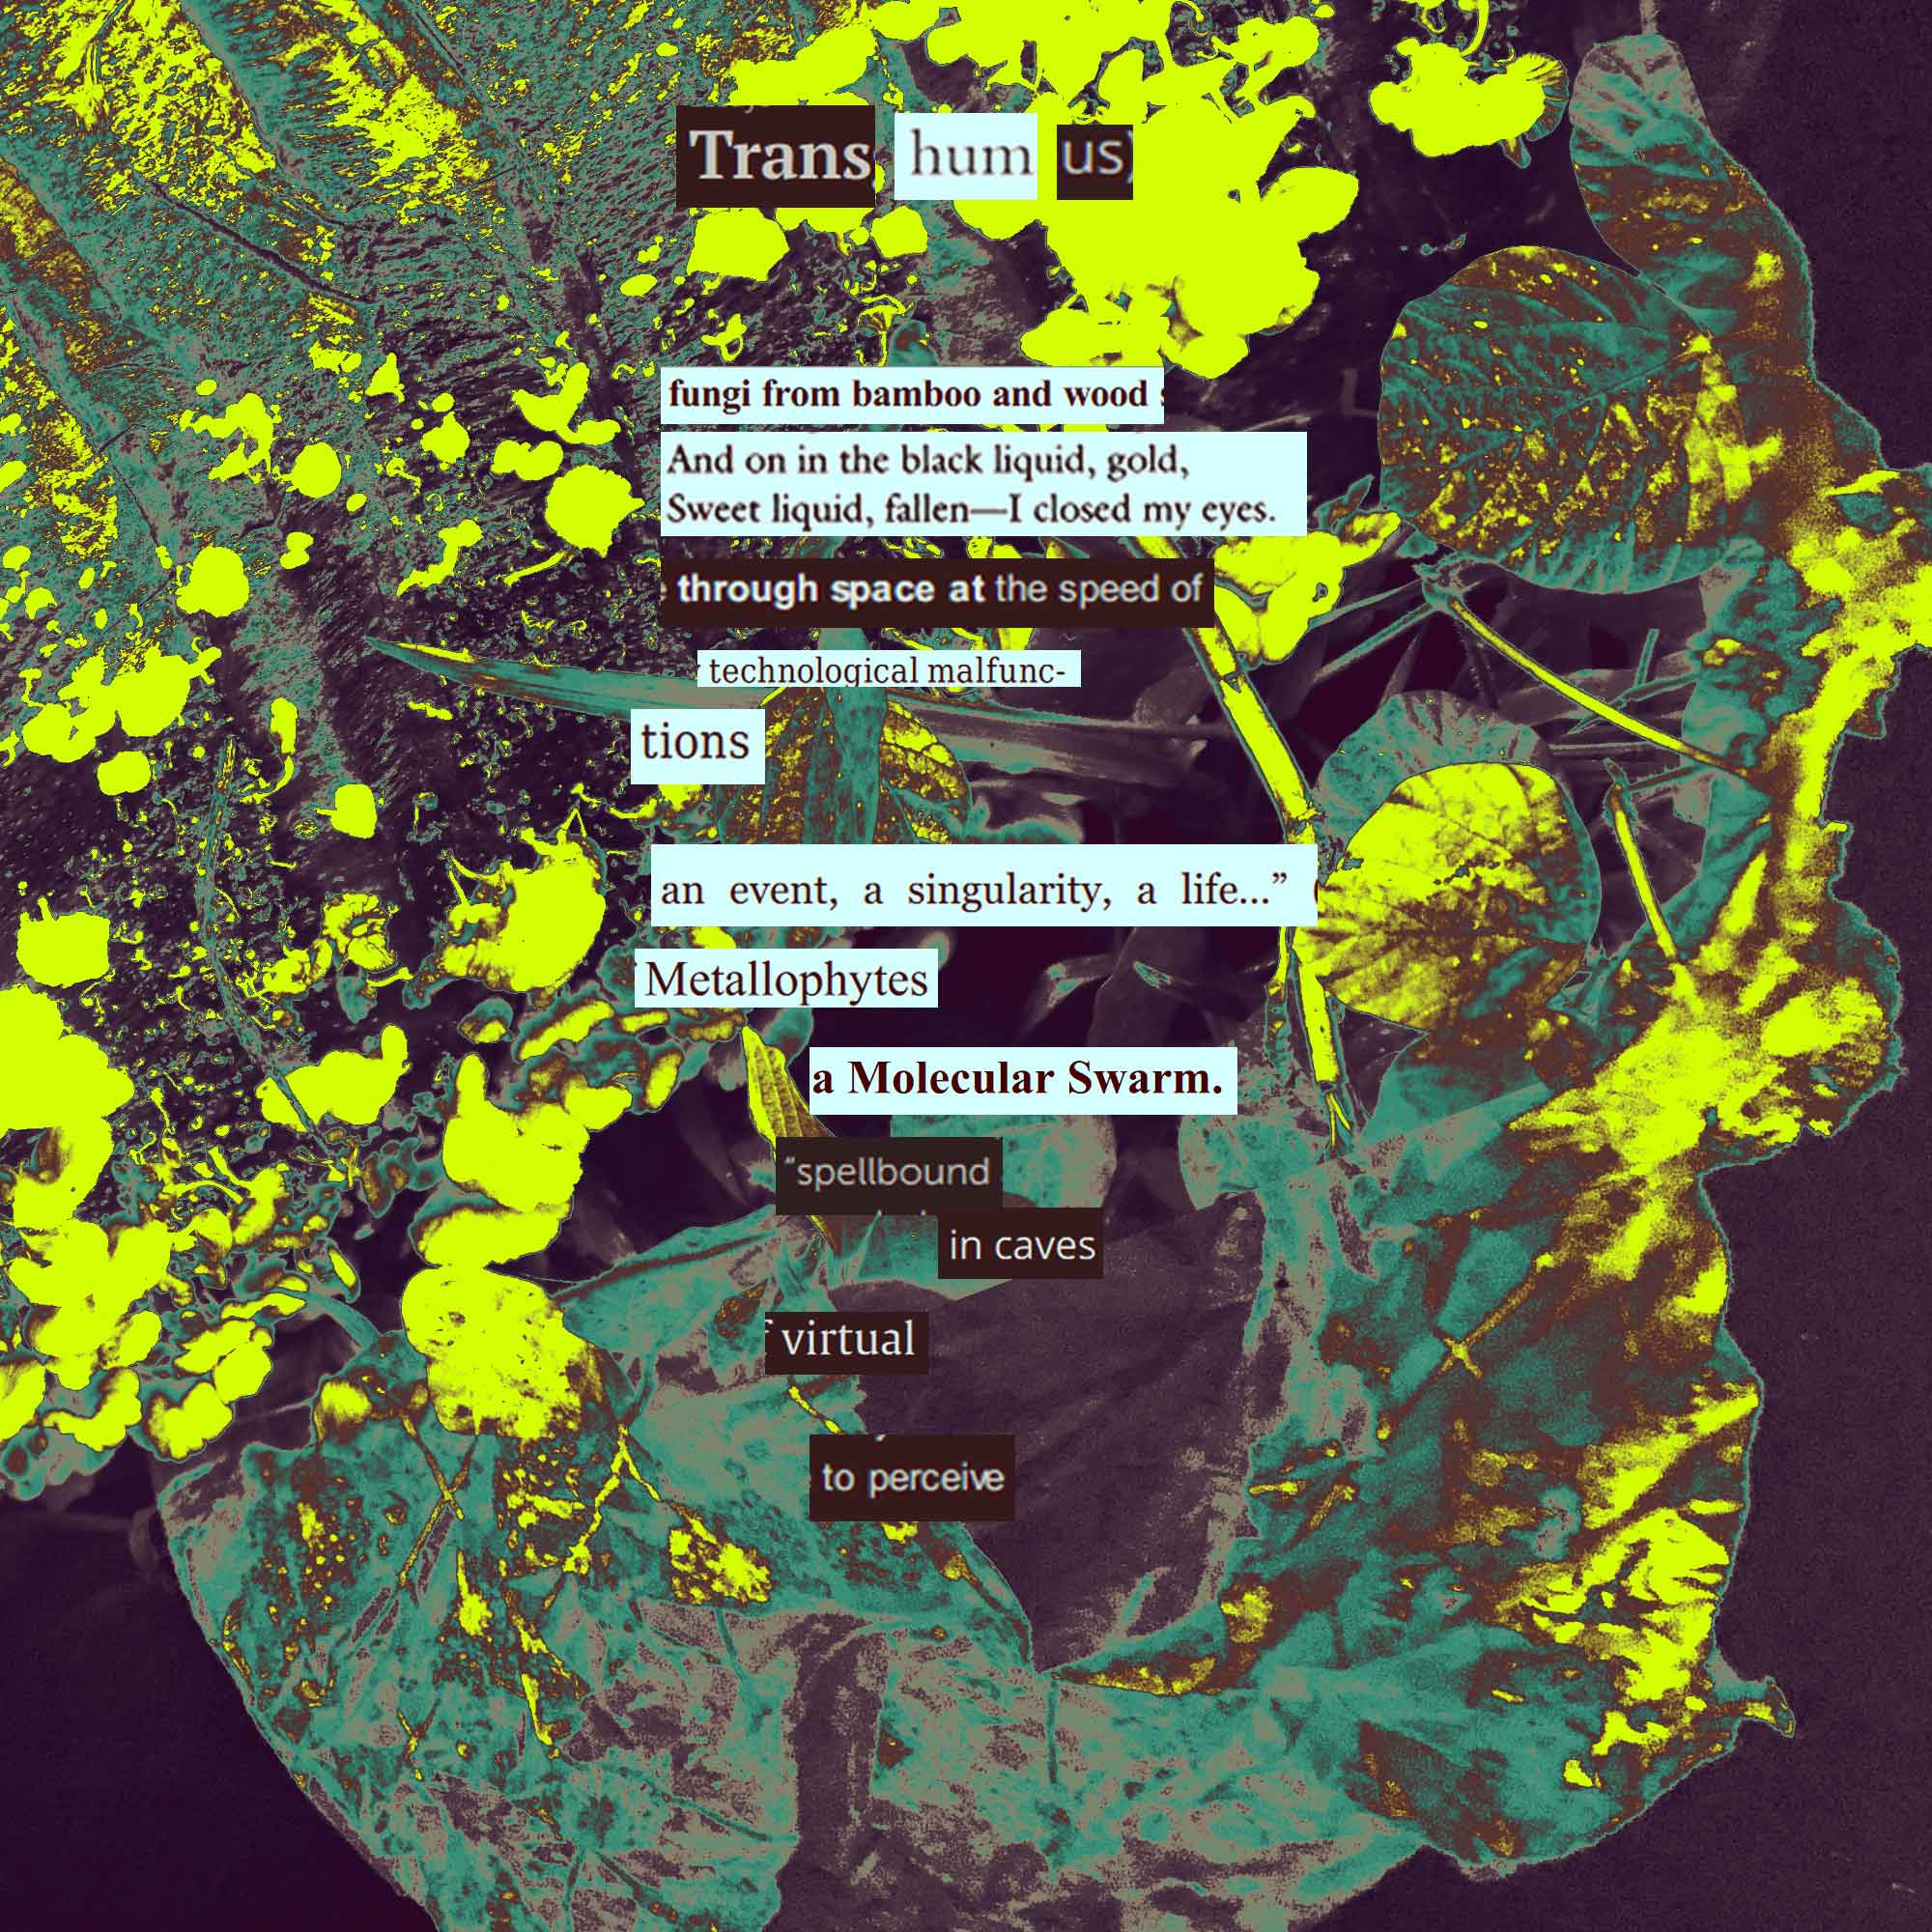 Trans, hum us)
fungi from bamboo and wood
And on in the black liquid, gold,
Sweet liquid, fallen—I closed my eyes.
through space at the speed of
technological malfunc-
tions
an event, a singularity, a life...”
Metallophytes
a Molecular Swarm.
“spellbound
in caves
virtual
to perceive